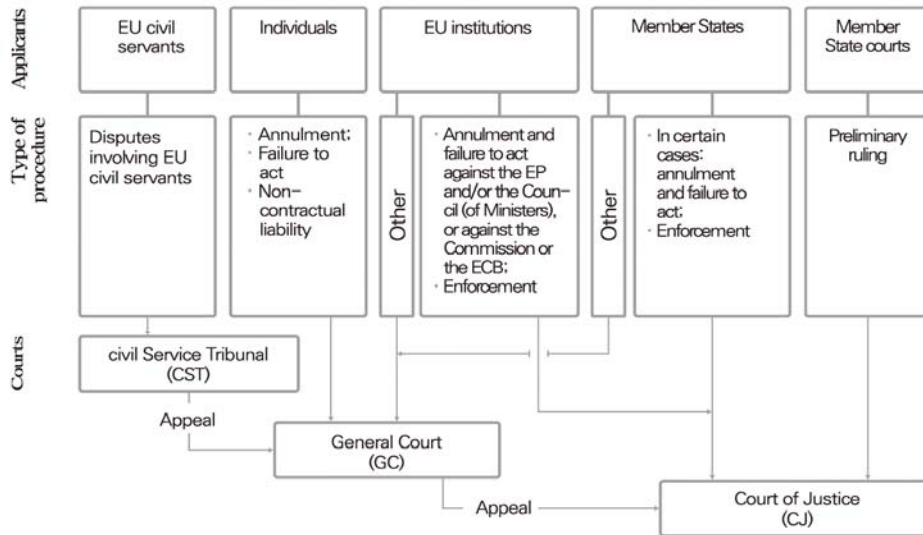 Applicants
EU civil
servants
Individuals
EU institutions
Member States
Member
State courts
Type of
procedure
Disputes
involving EU
civil servants
· Annulment;
· Failure to
act
· Non-
contractual
liability
Other
· Annulment and
failure to act
against the EP
and/or the Coun-
cil (of Ministers),
or against the
Commission or
the ECB;
· Enforcement
Other
· In certain
cases:
annulment
and failure to
act;
· Enforcement
Preliminary
ruling
Courts
civil Service Tribunal
(CST)
Appeal
General Court
(GC)
Appeal
Court of Justice
(CJ)